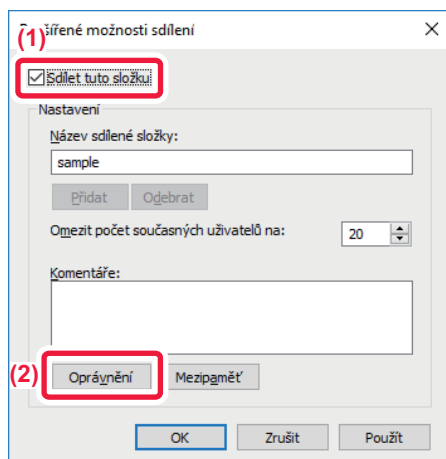 možnosti sdílení
(1)
Sdílet tuto složku
Nastavení
Název sdílené složky:
sample
Přidat Odebrat
Omezit počet současných uživatelů na: 20
Komentáře:
(2) Oprávnění Mezipaměť
OK Zrušit Použít